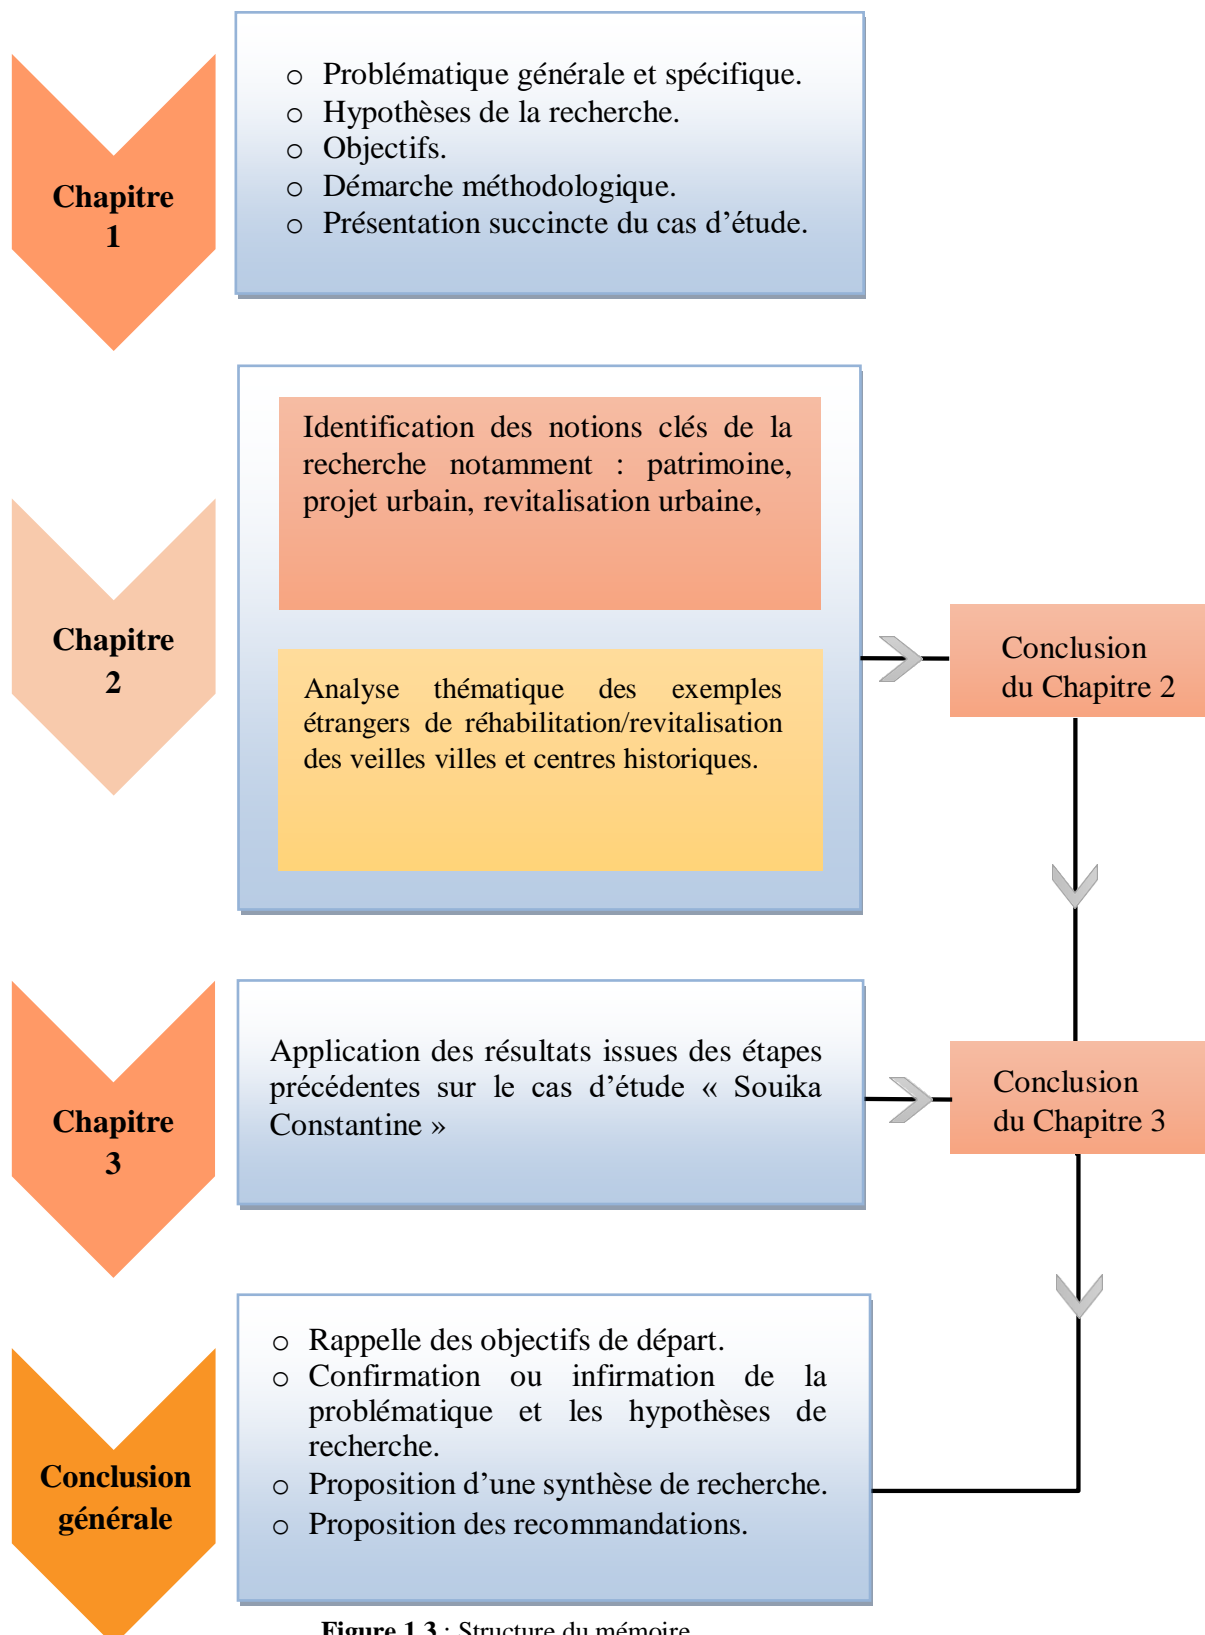 Chapitre
1
o Problématique générale et spécifique.
o Hypothèses de la recherche.
o Objectifs.
o Démarche méthodologique.
o Présentation succincte du cas d’étude.
Chapitre
2
Identification des notions clés de la
recherche notamment : patrimoine,
projet urbain, revitalisation urbaine,
Analyse thématique des exemples
étrangers de réhabilitation/revitalisation
des veilles villes et centres historiques.
Conclusion
du Chapitre 2
Chapitre
3
Application des résultats issues des étapes
précédentes sur le cas d’étude « Souika
Constantine »
Conclusion
du Chapitre 3
Conclusion
générale
o Rappelle des objectifs de départ.
o Confirmation ou infirmation de la
problématique et les hypothèses de
recherche.
o Proposition d’une synthèse de recherche.
o Proposition des recommandations.
Figure 1.3 : Structure du mémoire